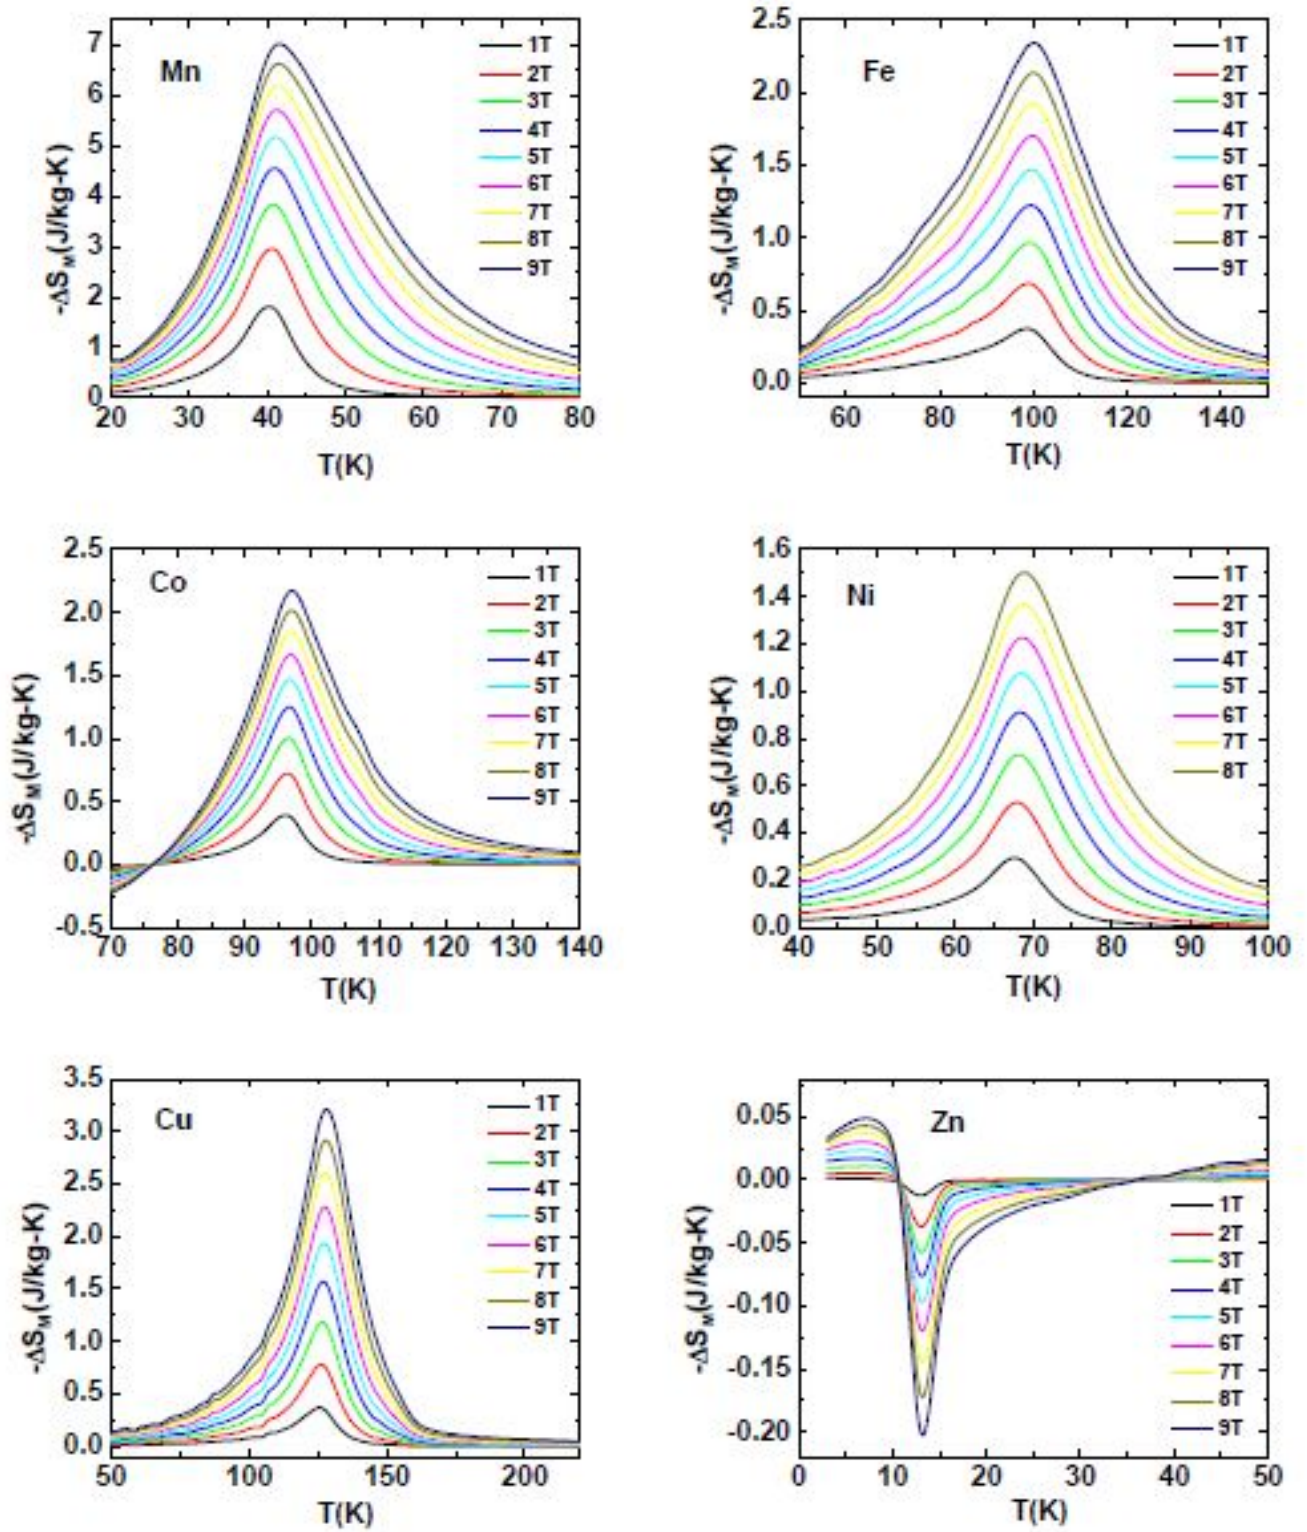 Mn
1T
2T
3T
4T
5T
6T
7T
8T
9T
7
6
5
4
3
2
1
0
20 30 40 50 60 70 80
-ΔS_M(J/kg-K)
T(K)
Fe
1T
2T
3T
4T
5T
6T
7T
8T
9T
2.5
2.0
1.5
1.0
0.5
0.0
60 80 100 120 140
-ΔS_M(J/kg-K)
T(K)
Co
1T
2T
3T
4T
5T
6T
7T
8T
9T
2.5
2.0
1.5
1.0
0.5
0.0
-0.5
70 80 90 100 110 120 130 140
-ΔS_M(J/kg-K)
T(K)
Ni
1T
2T
3T
4T
5T
6T
7T
8T
1.6
1.4
1.2
1.0
0.8
0.6
0.4
0.2
0.0
40 50 60 70 80 90 100
-ΔS_M(J/kg-K)
T(K)
Cu
1T
2T
3T
4T
5T
6T
7T
8T
9T
3.5
3.0
2.5
2.0
1.5
1.0
0.5
0.0
50 100 150 200
-ΔS_M(J/kg-K)
T(K)
Zn
1T
2T
3T
4T
5T
6T
7T
8T
9T
0.05
0.00
-0.05
-0.10
-0.15
-0.20
0 10 20 30 40 50
-ΔS_M(J/kg-K)
T(K)